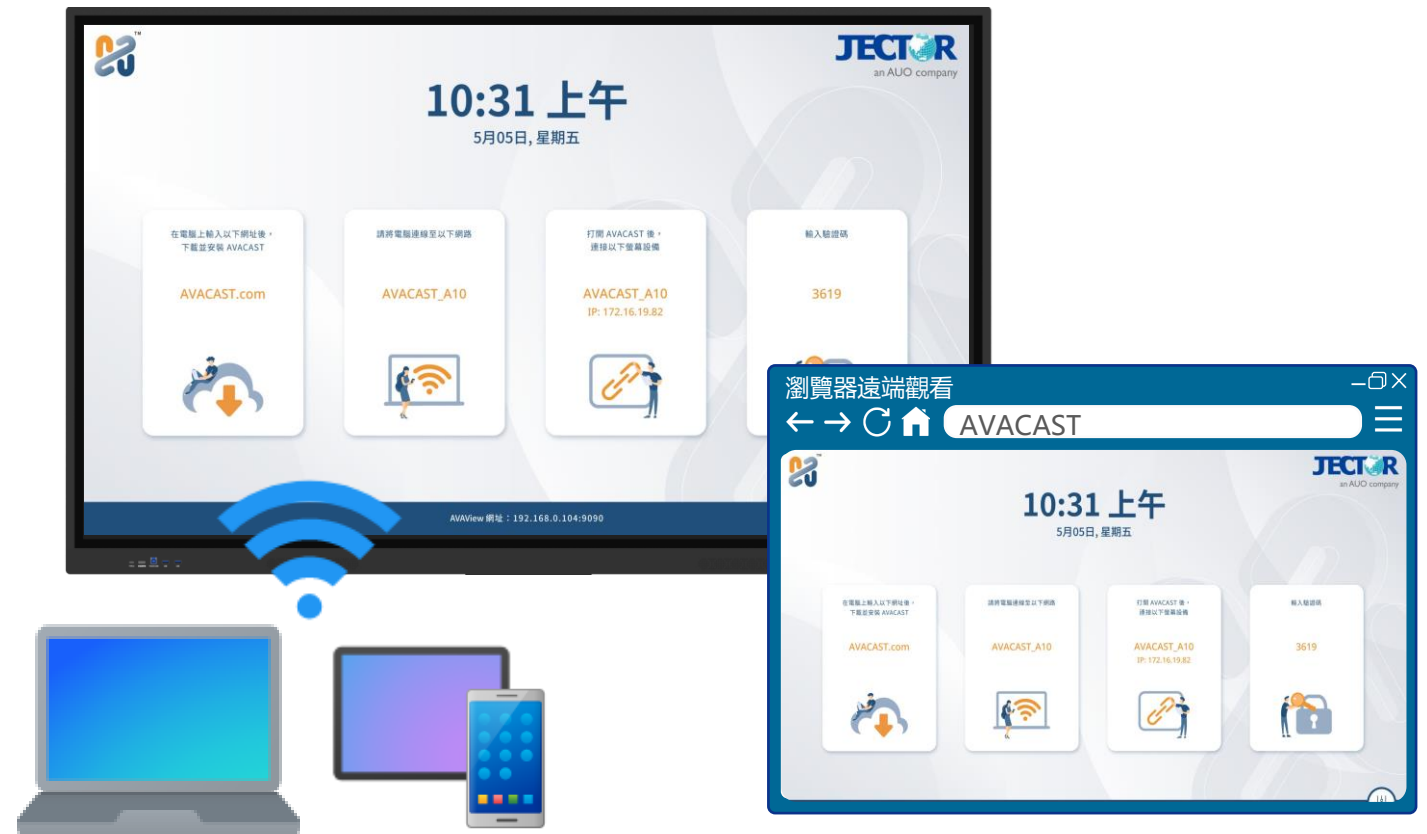 TM
JECTOR
an AUO company
10:31 上午
5月05日, 星期五
在電腦上輸入以下網址後，
下載並安裝 AVACAST
AVACAST.com
請將電腦連線至以下網路
AVACAST_A10
打開 AVACAST 後，
連接以下螢幕設備
AVACAST_A10
IP: 172.16.19.82
輸入驗證碼
3619
AVAView 網址：192.168.0.104:9090
瀏覽器遠端觀看
AVACAST
JECTOR
an AUO company
10:31 上午
5月05日, 星期五
在電腦上輸入以下網址後，
下載並安裝 AVACAST
AVACAST.com
請將電腦連線至以下網路
AVACAST_A10
打開 AVACAST 後，
連接以下螢幕設備
AVACAST_A10
IP: 172.16.19.82
輸入驗證碼
3619